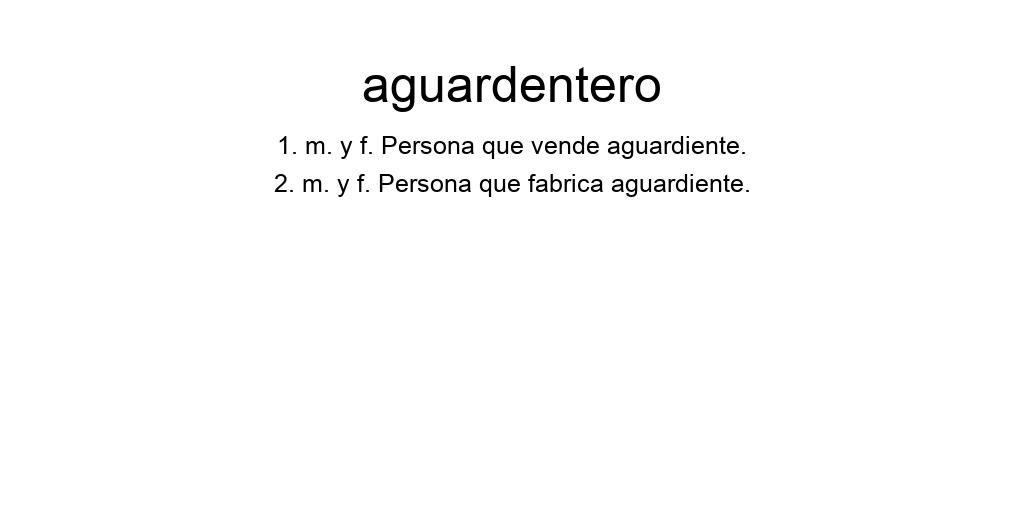 aguardentero
1. m. y f. Persona que vende aguardiente.
2. m. y f. Persona que fabrica aguardiente.